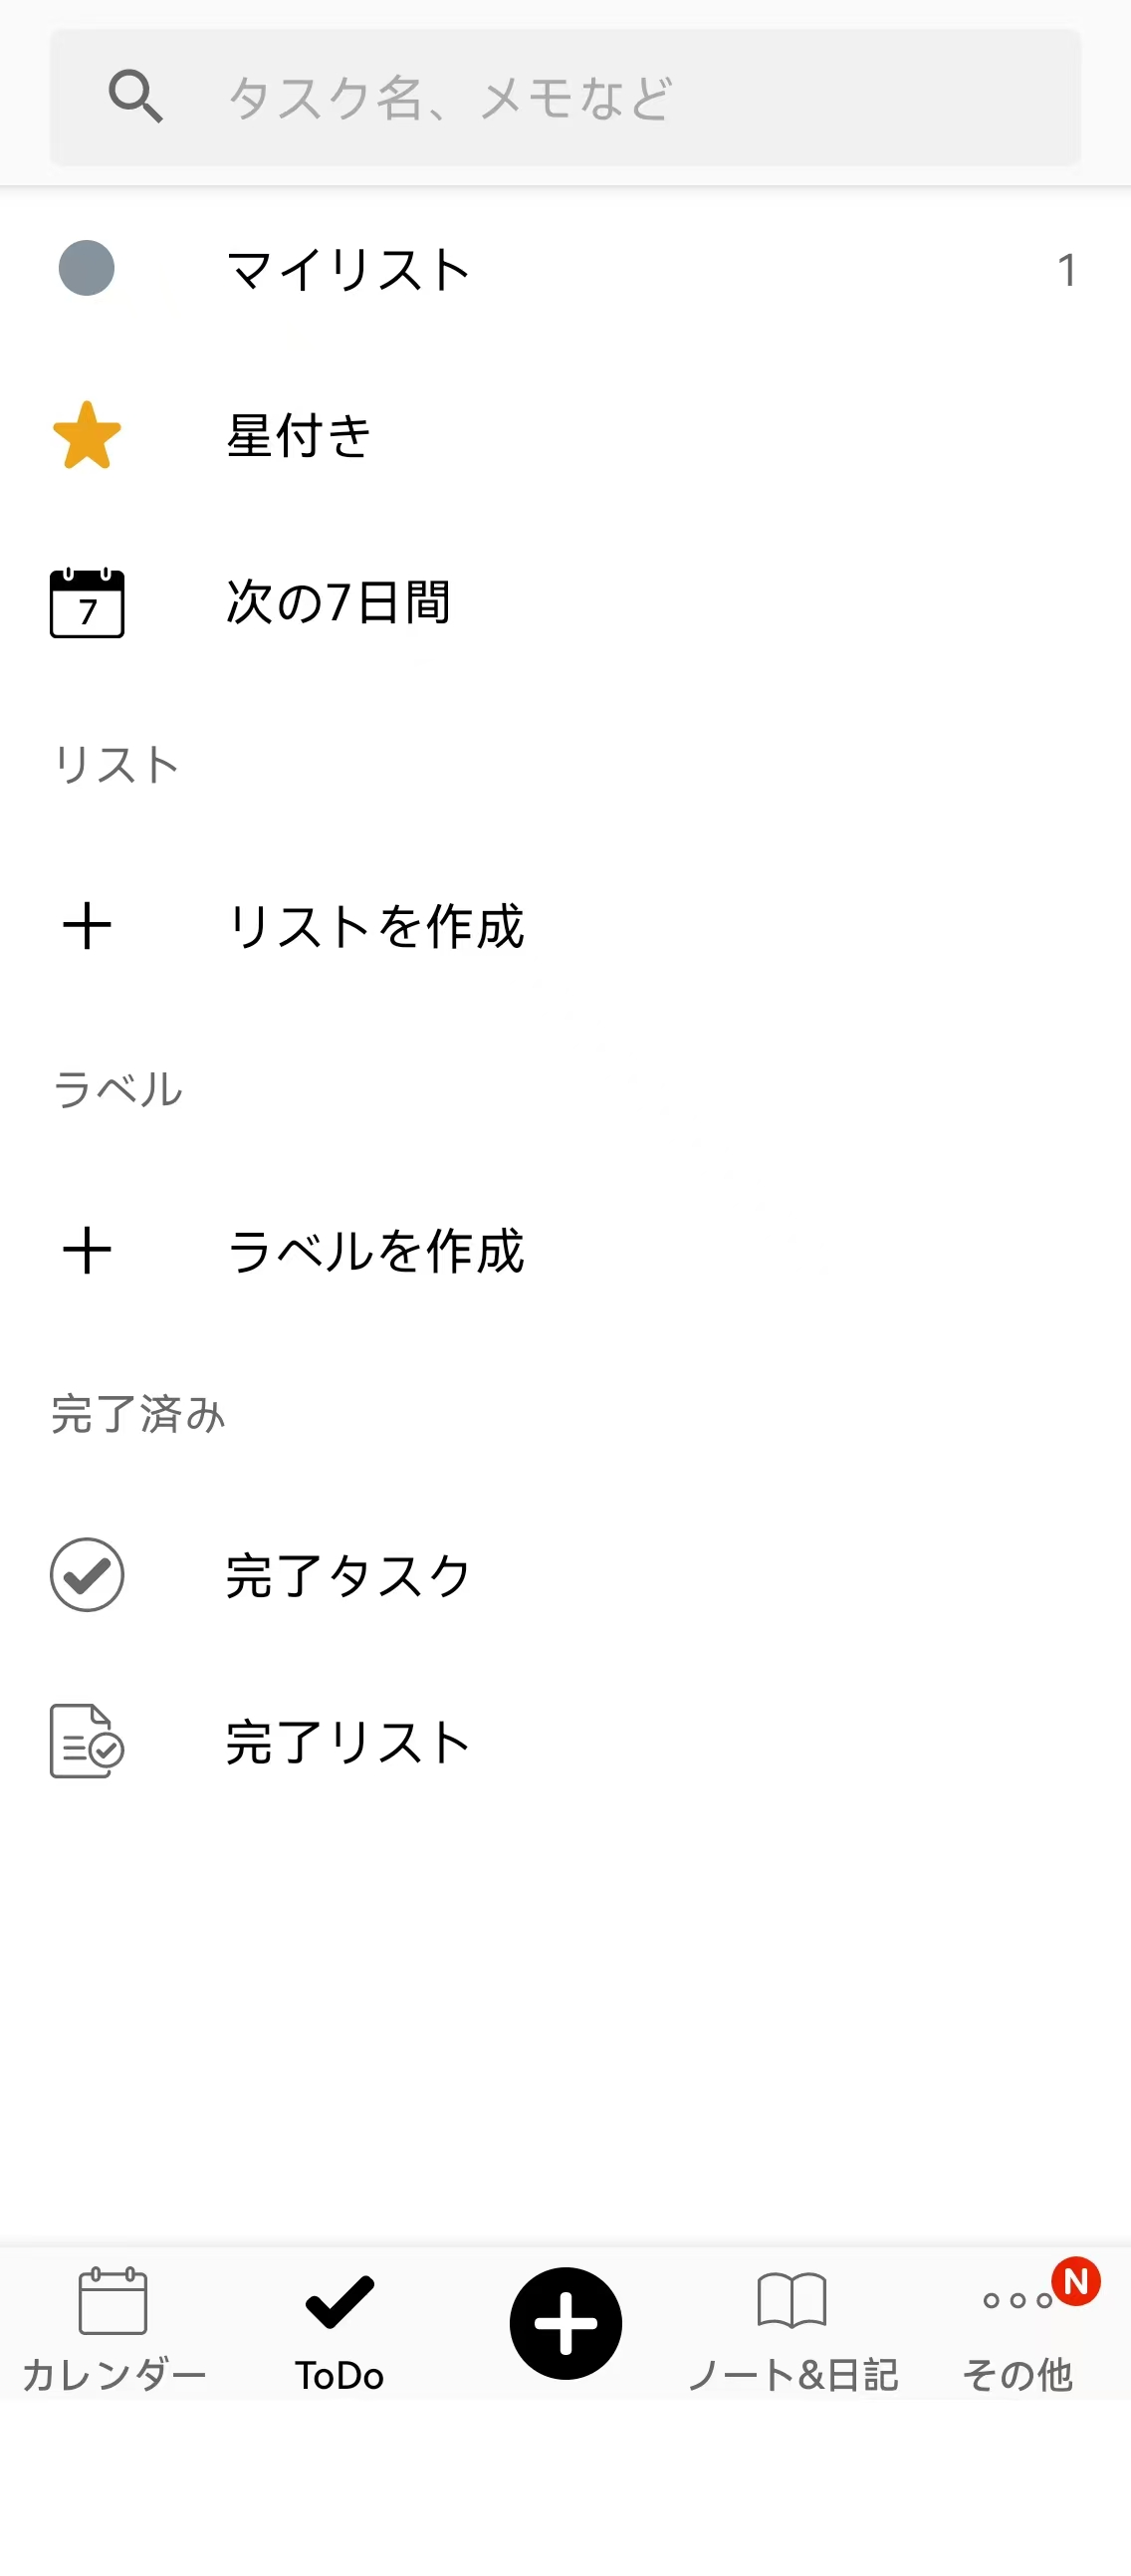 タスク名、メモなど
マイリスト 1
星付き
7 次の7日間
リスト
リストを作成
ラベル
ラベルを作成
完了済み
完了タスク
完了リスト
N
カレンダー ToDo ノート&日記 その他